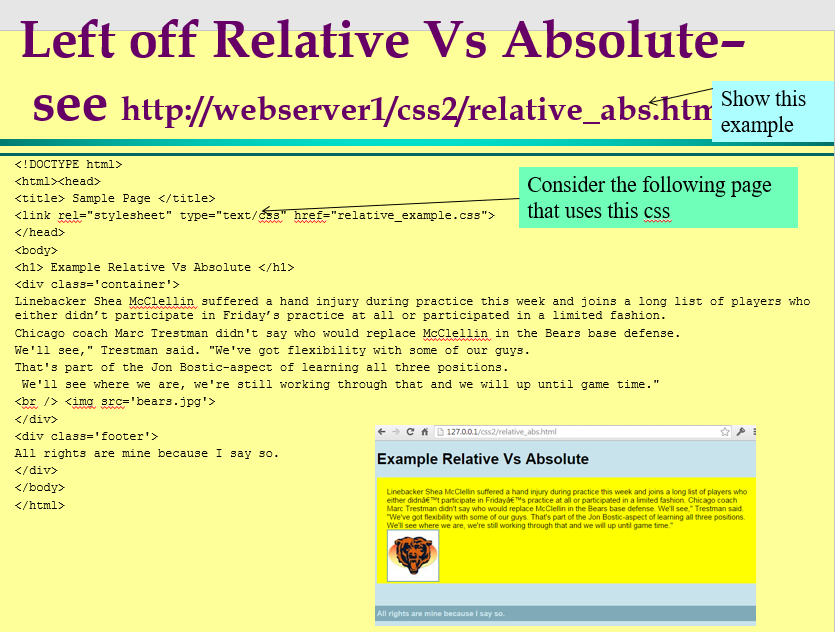 Left off Relative Vs Absolute–
see http://webserver1/css2/relative_abs.htm
Show this
example
<!DOCTYPE html>
<html><head>
<title> Sample Page </title>
<link rel="stylesheet" type="text/css" href="relative_example.css">
Consider the following page
that uses this css
</head>
<body>
<h1> Example Relative Vs Absolute </h1>
<div class='container'>
Linebacker Shea McClellin suffered a hand injury during practice this week and joins a long list of players who
either didn’t participate in Friday’s practice at all or participated in a limited fashion.
Chicago coach Marc Trestman didn't say who would replace McClellin in the Bears base defense.
We'll see," Trestman said. "We've got flexibility with some of our guys.
That's part of the Jon Bostic-aspect of learning all three positions.
We'll see where we are, we're still working through that and we will up until game time."
<br /> <img src='bears.jpg'>
</div>
<div class='footer'>
All rights are mine because I say so.
</div>
</body>
</html>
127.0.0.1/css2/relative_abs.html
Example Relative Vs Absolute
Linebacker Shea McClellin suffered a hand injury during practice this week and joins a long list of players who
either didnâ€™t participate in Fridayâ€™s practice at all or participated in a limited fashion. Chicago coach
Marc Trestman didn't say who would replace McClellin in the Bears base defense. We'll see," Trestman said.
"We've got flexibility with some of our guys. That's part of the Jon Bostic-aspect of learning all three positions.
We'll see where we are, we're still working through that and we will up until game time."
All rights are mine because I say so.